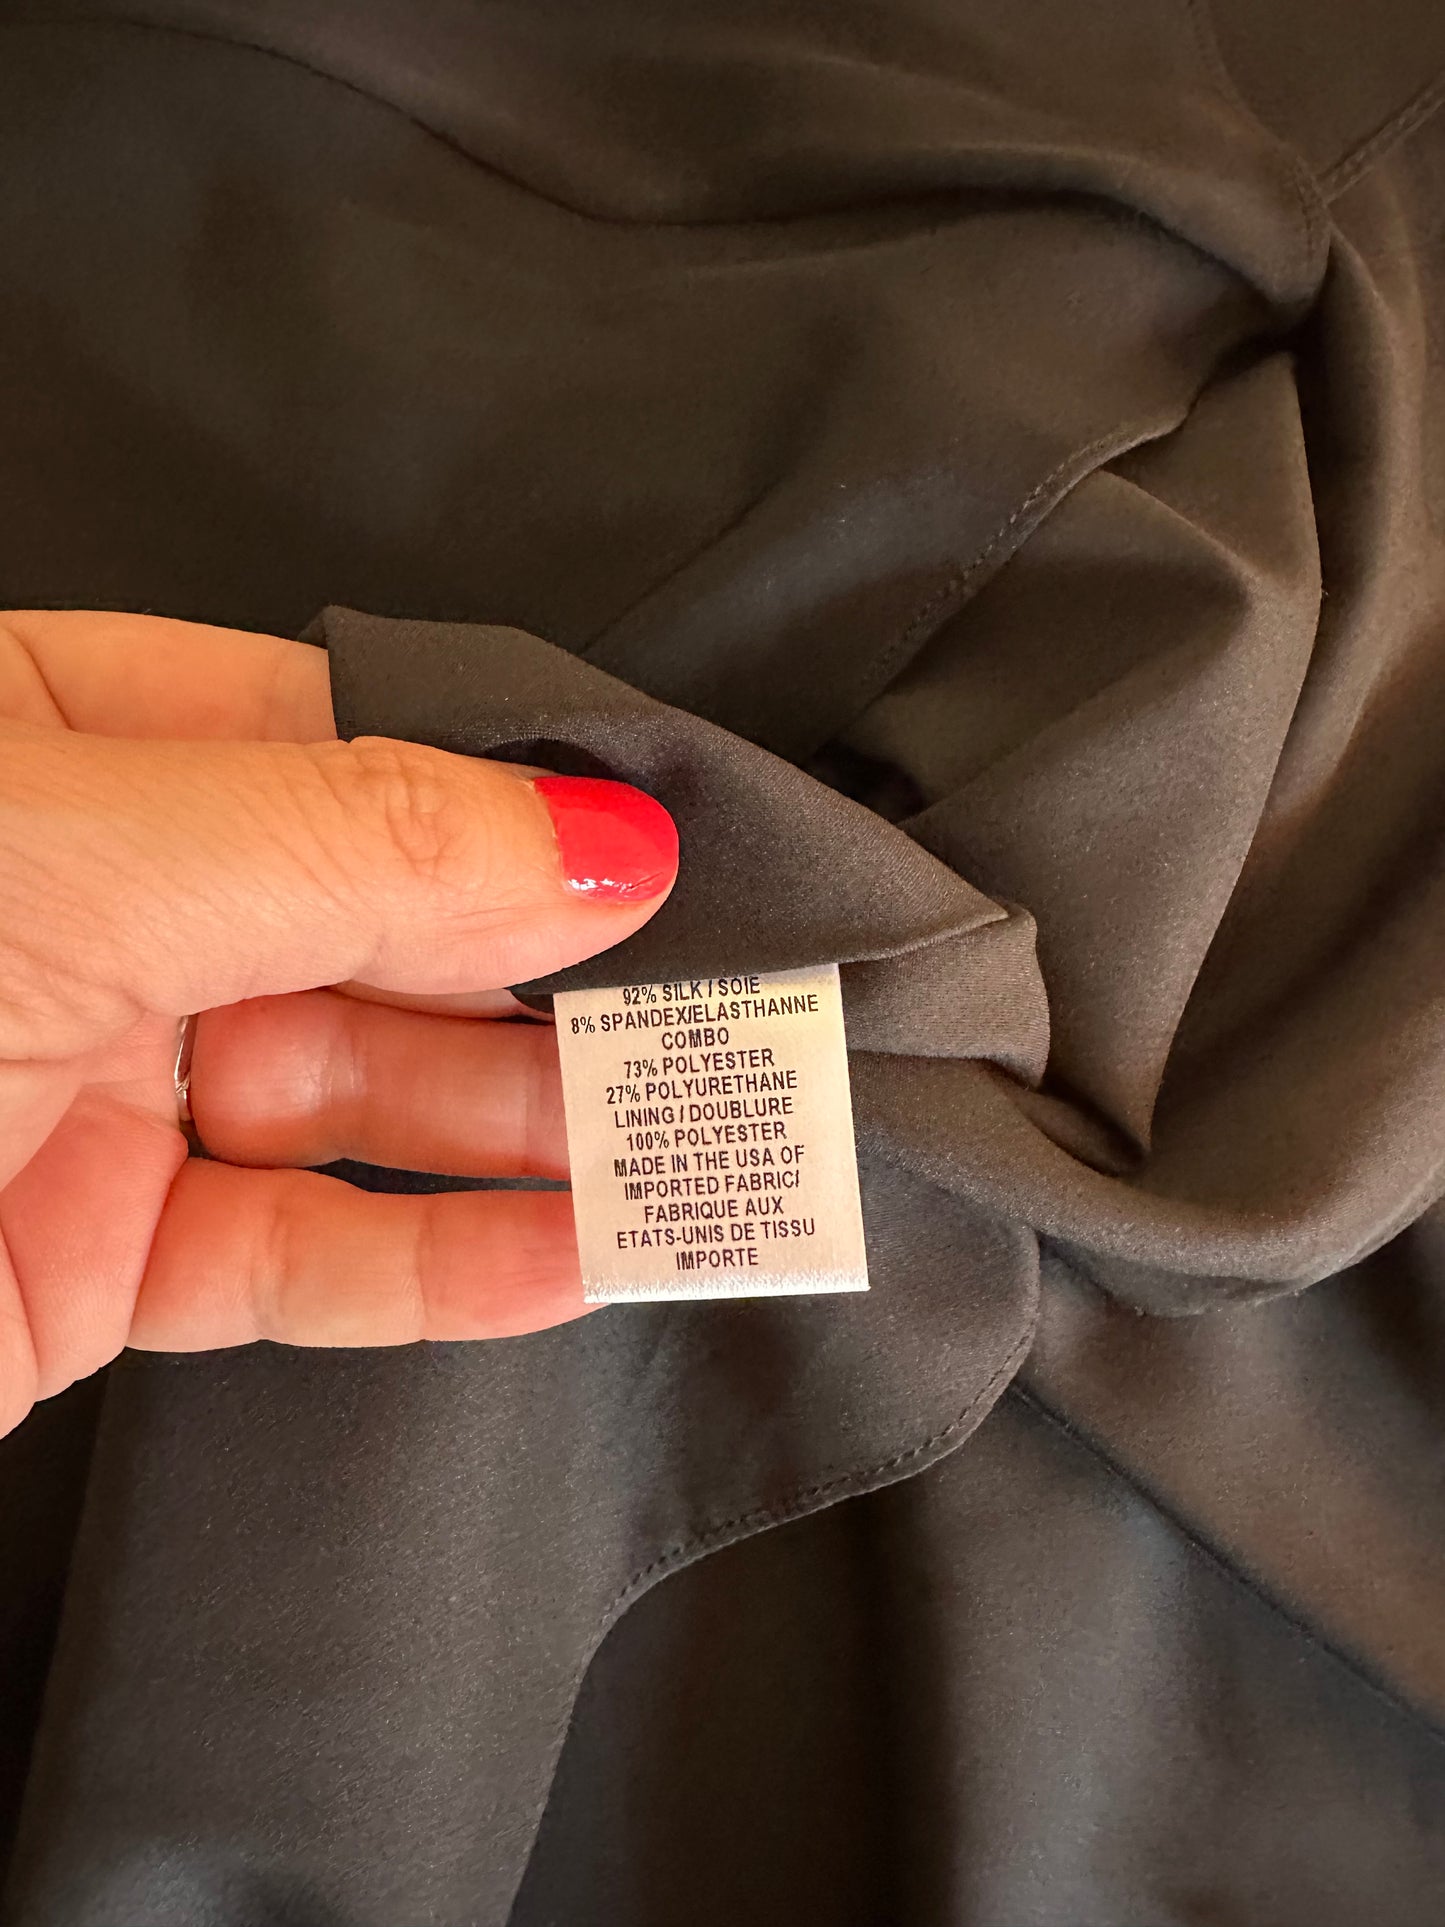 92% SILK / SOIE
8% SPANDEX/ELASTHANNE
COMBO
73% POLYESTER
27% POLYURETHANE
LINING / DOUBLURE
100% POLYESTER
MADE IN THE USA OF
IMPORTED FABRIC/
FABRIQUE AUX
ETATS-UNIS DE TISSU
IMPORTE